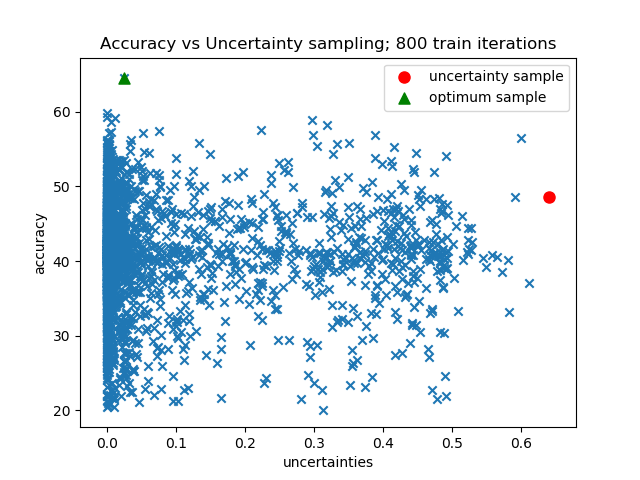 Accuracy vs Uncertainty sampling; 800 train iterations
uncertainty sample
optimum sample
accuracy
60
50
40
30
20
0.0 0.1 0.2 0.3 0.4 0.5 0.6
uncertainties